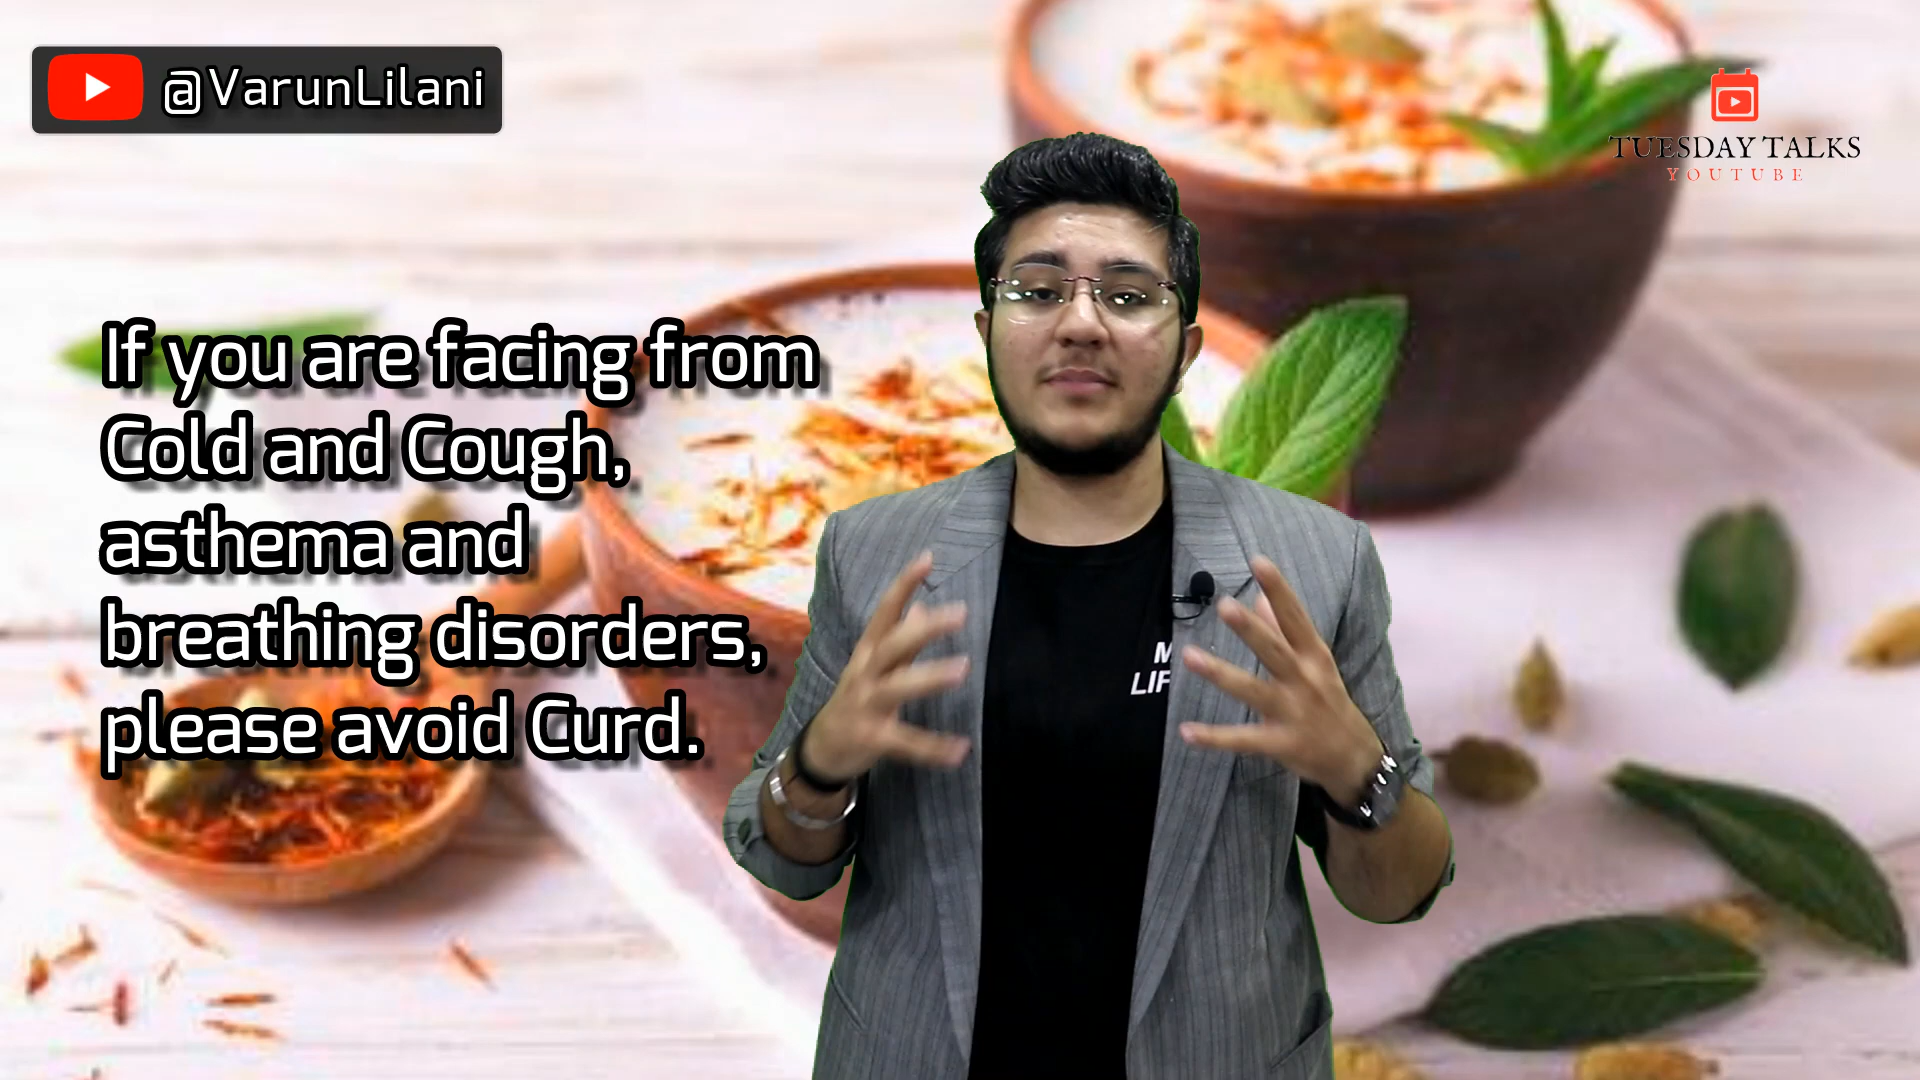 @VarunLilani
TUESDAY TALKS
YOUTUBE
If you are facing from
Cold and Cough,
asthema and
breathing disorders,
please avoid Curd.